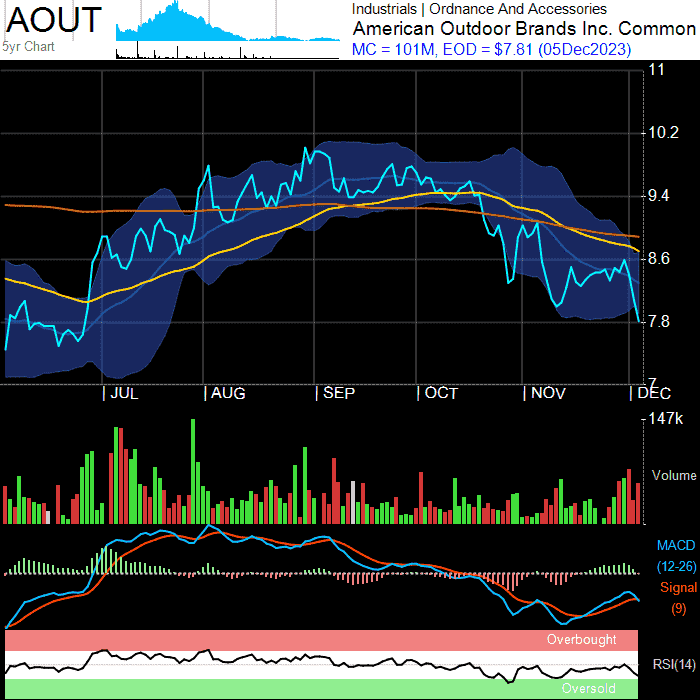 AOUT
5yr Chart
Industrials | Ordnance And Accessories
American Outdoor Brands Inc. Common
MC = 101M, EOD = $7.81 (05Dec2023)
11
10.2
9.4
8.6
7.8
7
| JUL | AUG | SEP | OCT | NOV | DEC
147k
Volume
MACD
(12-26)
Signal
(9)
Overbought
RSI(14)
Oversold